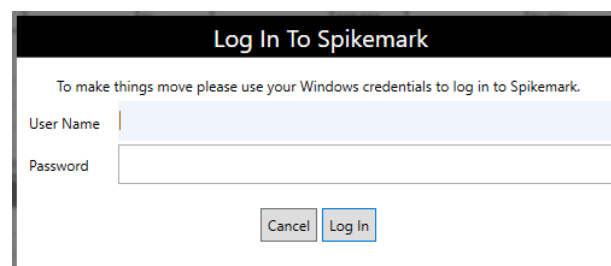 Log In To Spikemark
To make things move please use your Windows credentials to log in to Spikemark.
User Name
Password
Cancel Log In